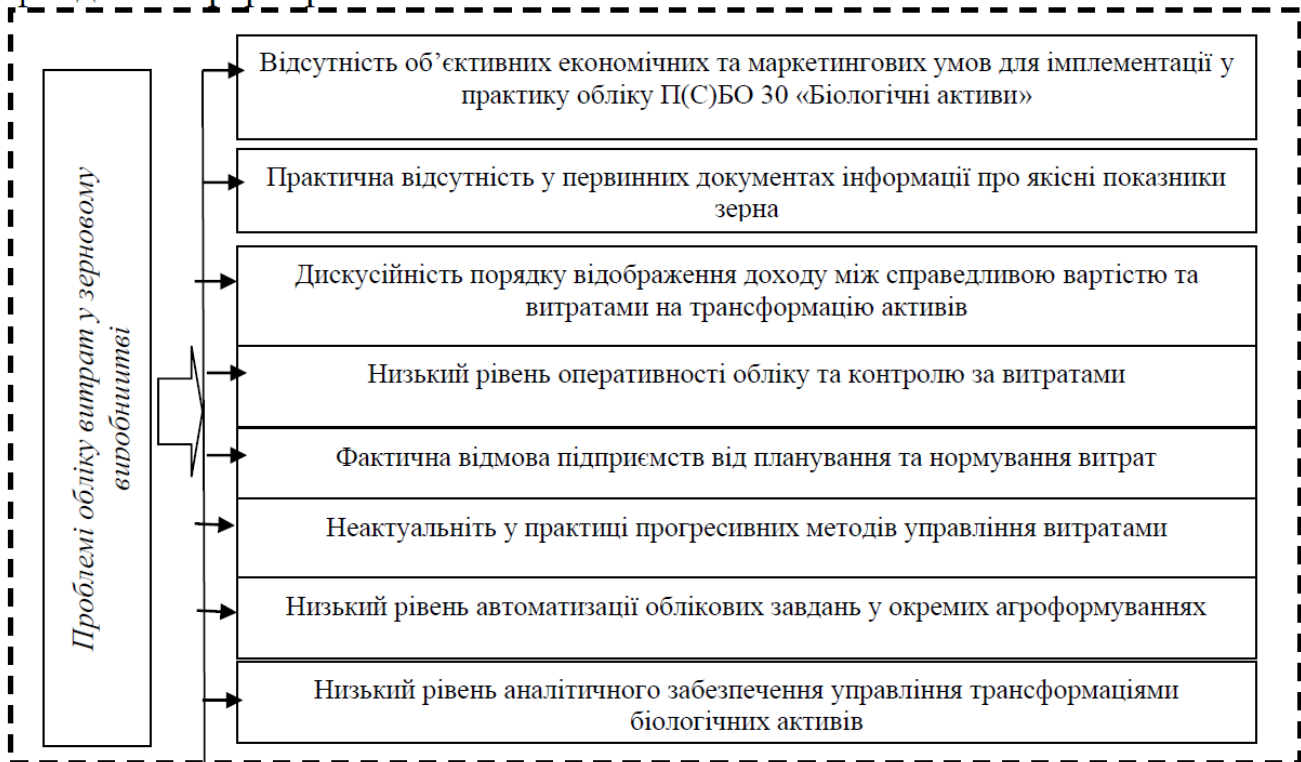 Проблемі обліку витрат у зерновому
виробництві
Відсутність об’єктивних економічних та маркетингових умов для імплементації у
практику обліку П(С)БО 30 «Біологічні активи»
Практична відсутність у первинних документах інформації про якісні показники
зерна
Дискусійність порядку відображення доходу між справедливою вартістю та
витратами на трансформацію активів
Низький рівень оперативності обліку та контролю за витратами
Фактична відмова підприємств від планування та нормування витрат
Неактуальніть у практиці прогресивних методів управління витратами
Низький рівень автоматизації облікових завдань у окремих агроформуваннях
Низький рівень аналітичного забезпечення управління трансформаціями
біологічних активів